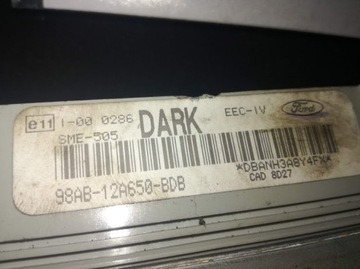 e11 1-00 0286 DARK EEC-IV Ford
SME-505
98AB-12A650-BDB
*DBANH3A8Y4FX*
CAD 8D27